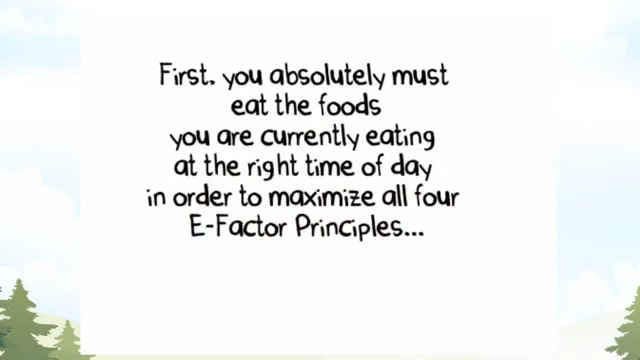 First, you absolutely must
eat the foods
you are currently eating
at the right time of day
in order to maximize all four
E-Factor Principles...